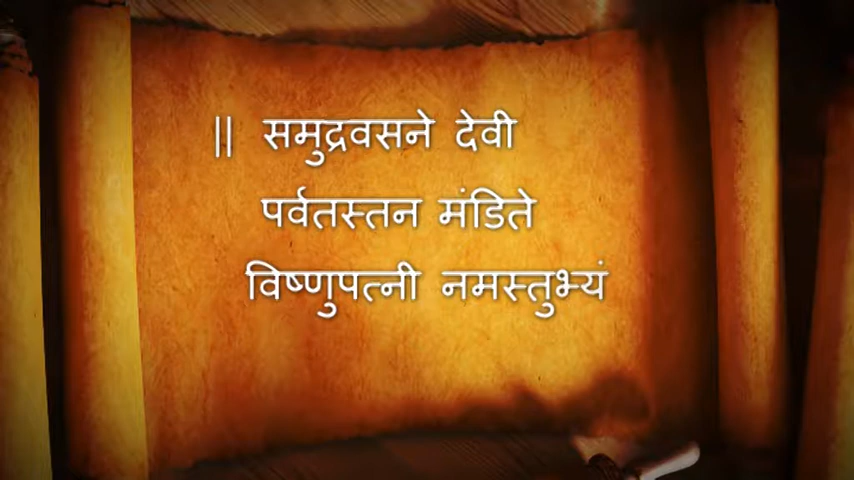 || समुद्रवसने देवी
पर्वतस्तन मंडिते
विष्णुपत्नी नमस्तुभ्यं